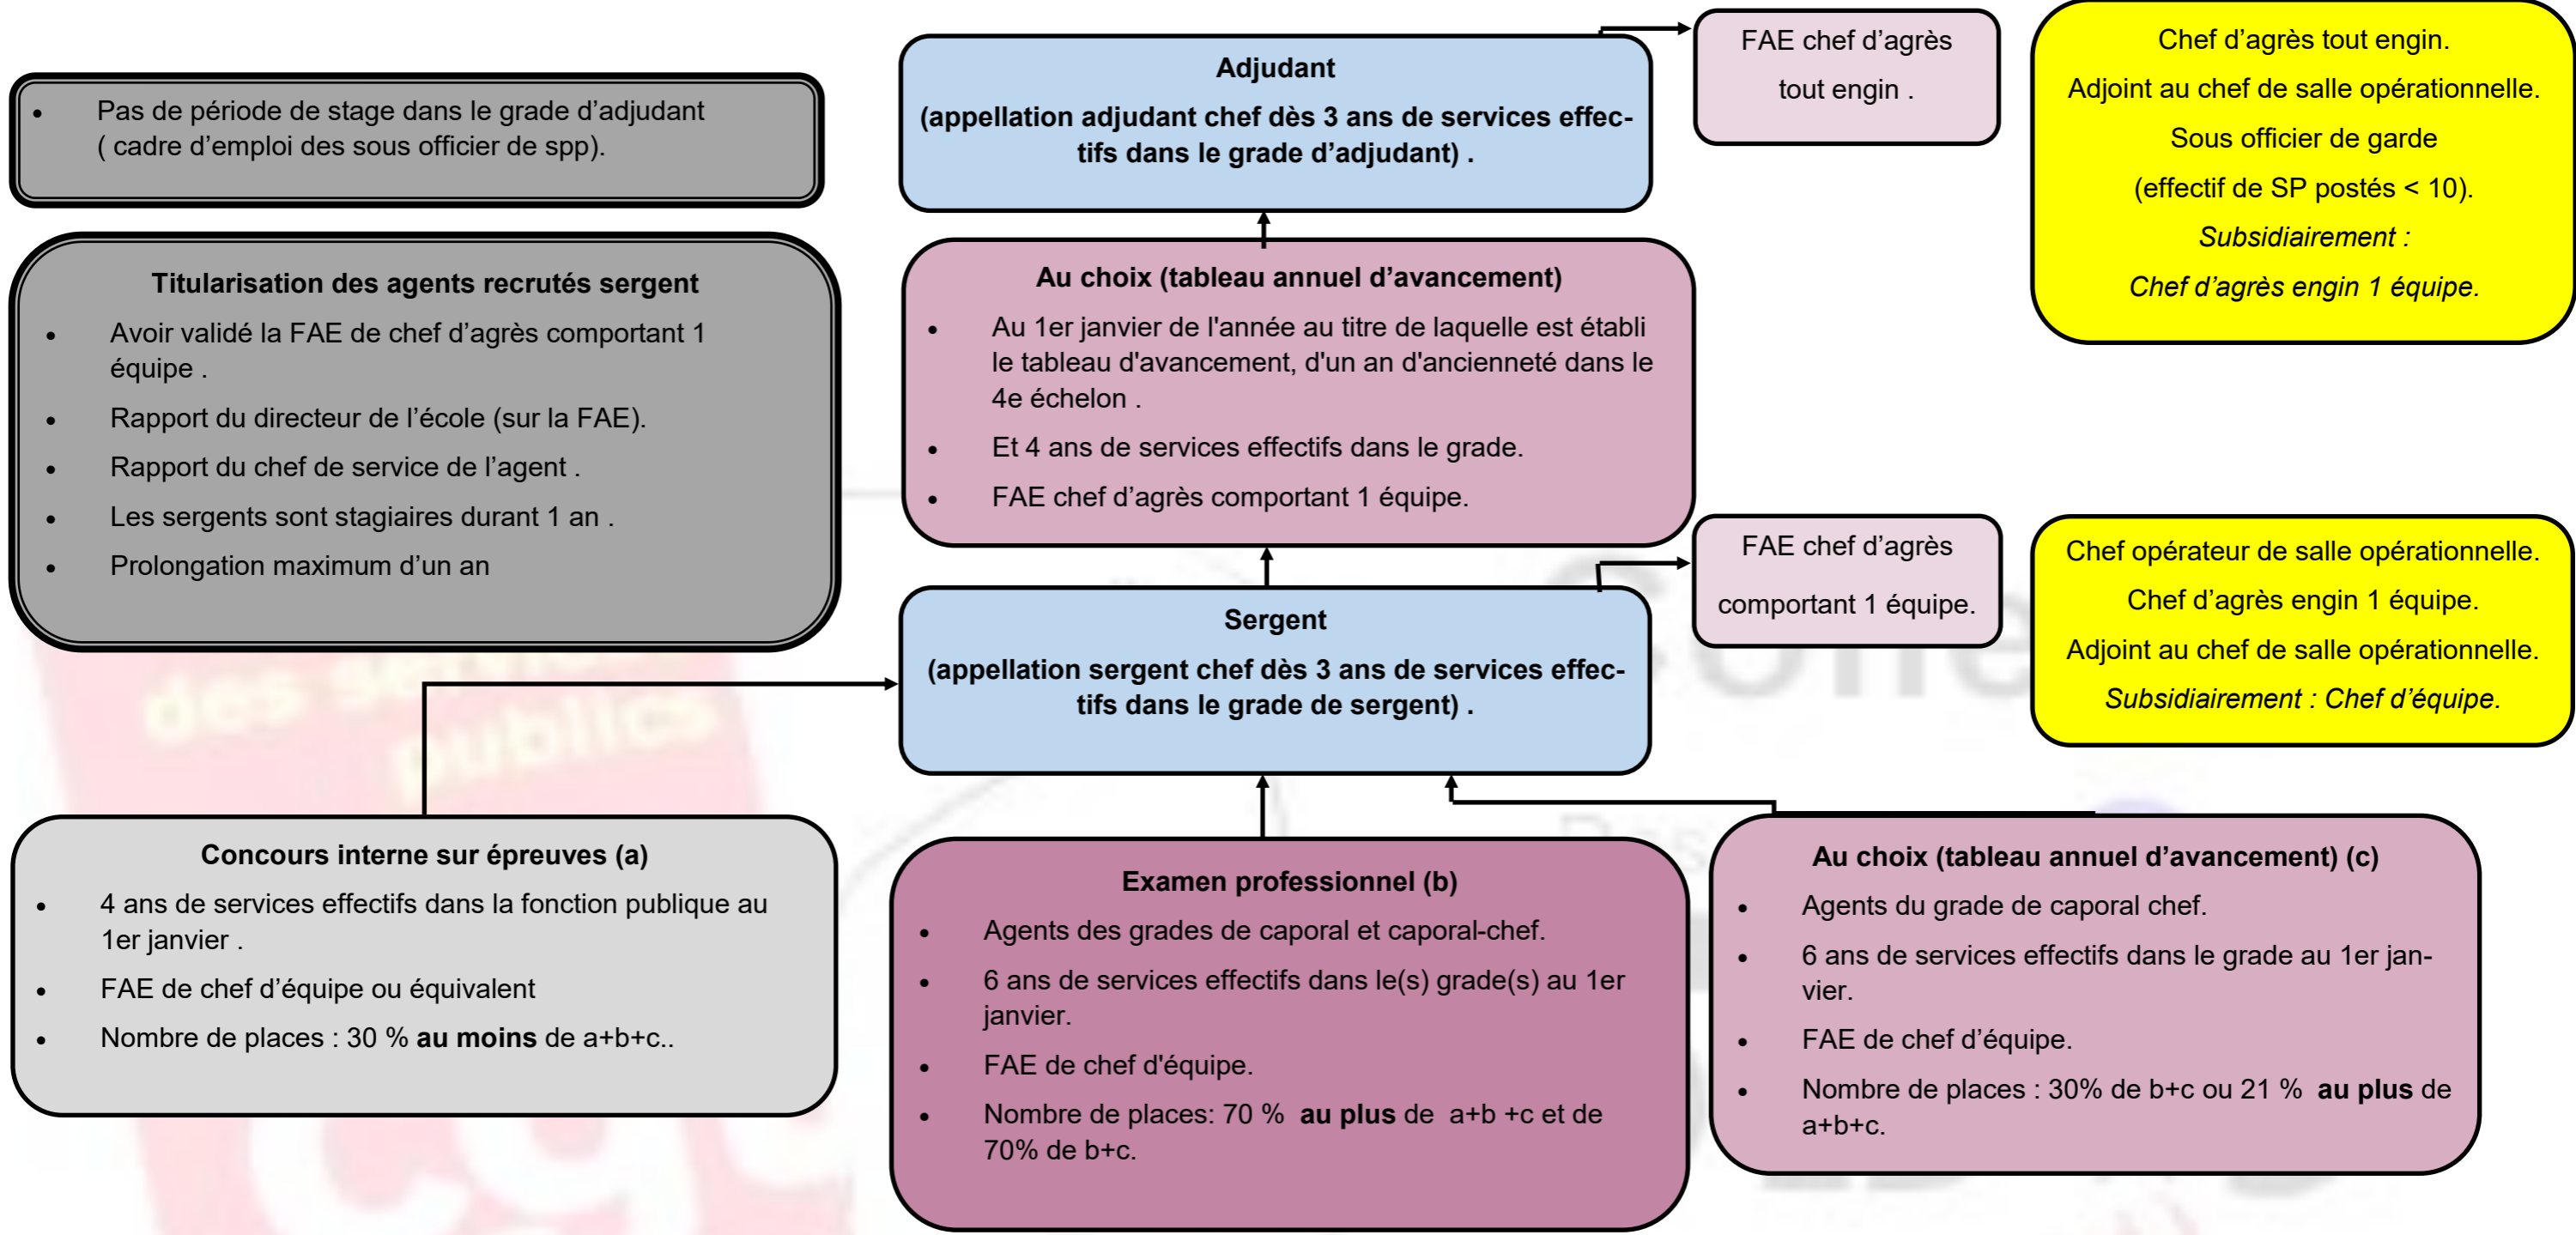 • Pas de période de stage dans le grade d’adjudant
( cadre d’emploi des sous officier de spp).
Adjudant
(appellation adjudant chef dès 3 ans de services effec-
tifs dans le grade d’adjudant) .
FAE chef d’agrès
tout engin .
Chef d’agrès tout engin.
Adjoint au chef de salle opérationnelle.
Sous officier de garde
(effectif de SP postés < 10).
Subsidiairement :
Chef d’agrès engin 1 équipe.
Titularisation des agents recrutés sergent
• Avoir validé la FAE de chef d’agrès comportant 1
équipe .
• Rapport du directeur de l’école (sur la FAE).
• Rapport du chef de service de l’agent .
• Les sergents sont stagiaires durant 1 an .
• Prolongation maximum d’un an
Au choix (tableau annuel d’avancement)
• Au 1er janvier de l'année au titre de laquelle est établi
le tableau d'avancement, d'un an d'ancienneté dans le
4e échelon .
• Et 4 ans de services effectifs dans le grade.
• FAE chef d’agrès comportant 1 équipe.
FAE chef d’agrès
comportant 1 équipe.
Chef opérateur de salle opérationnelle.
Chef d’agrès engin 1 équipe.
Adjoint au chef de salle opérationnelle.
Subsidiairement : Chef d’équipe.
Sergent
(appellation sergent chef dès 3 ans de services effec-
tifs dans le grade de sergent) .
des
publics
Concours interne sur épreuves (a)
• 4 ans de services effectifs dans la fonction publique au
1er janvier .
• FAE de chef d’équipe ou équivalent
• Nombre de places : 30 % au moins de a+b+c..
Examen professionnel (b)
• Agents des grades de caporal et caporal-chef.
• 6 ans de services effectifs dans le(s) grade(s) au 1er
janvier.
• FAE de chef d'équipe.
• Nombre de places: 70 % au plus de a+b +c et de
70% de b+c.
Au choix (tableau annuel d’avancement) (c)
• Agents du grade de caporal chef.
• 6 ans de services effectifs dans le grade au 1er jan-
vier.
• FAE de chef d’équipe.
• Nombre de places : 30% de b+c ou 21 % au plus de
a+b+c.